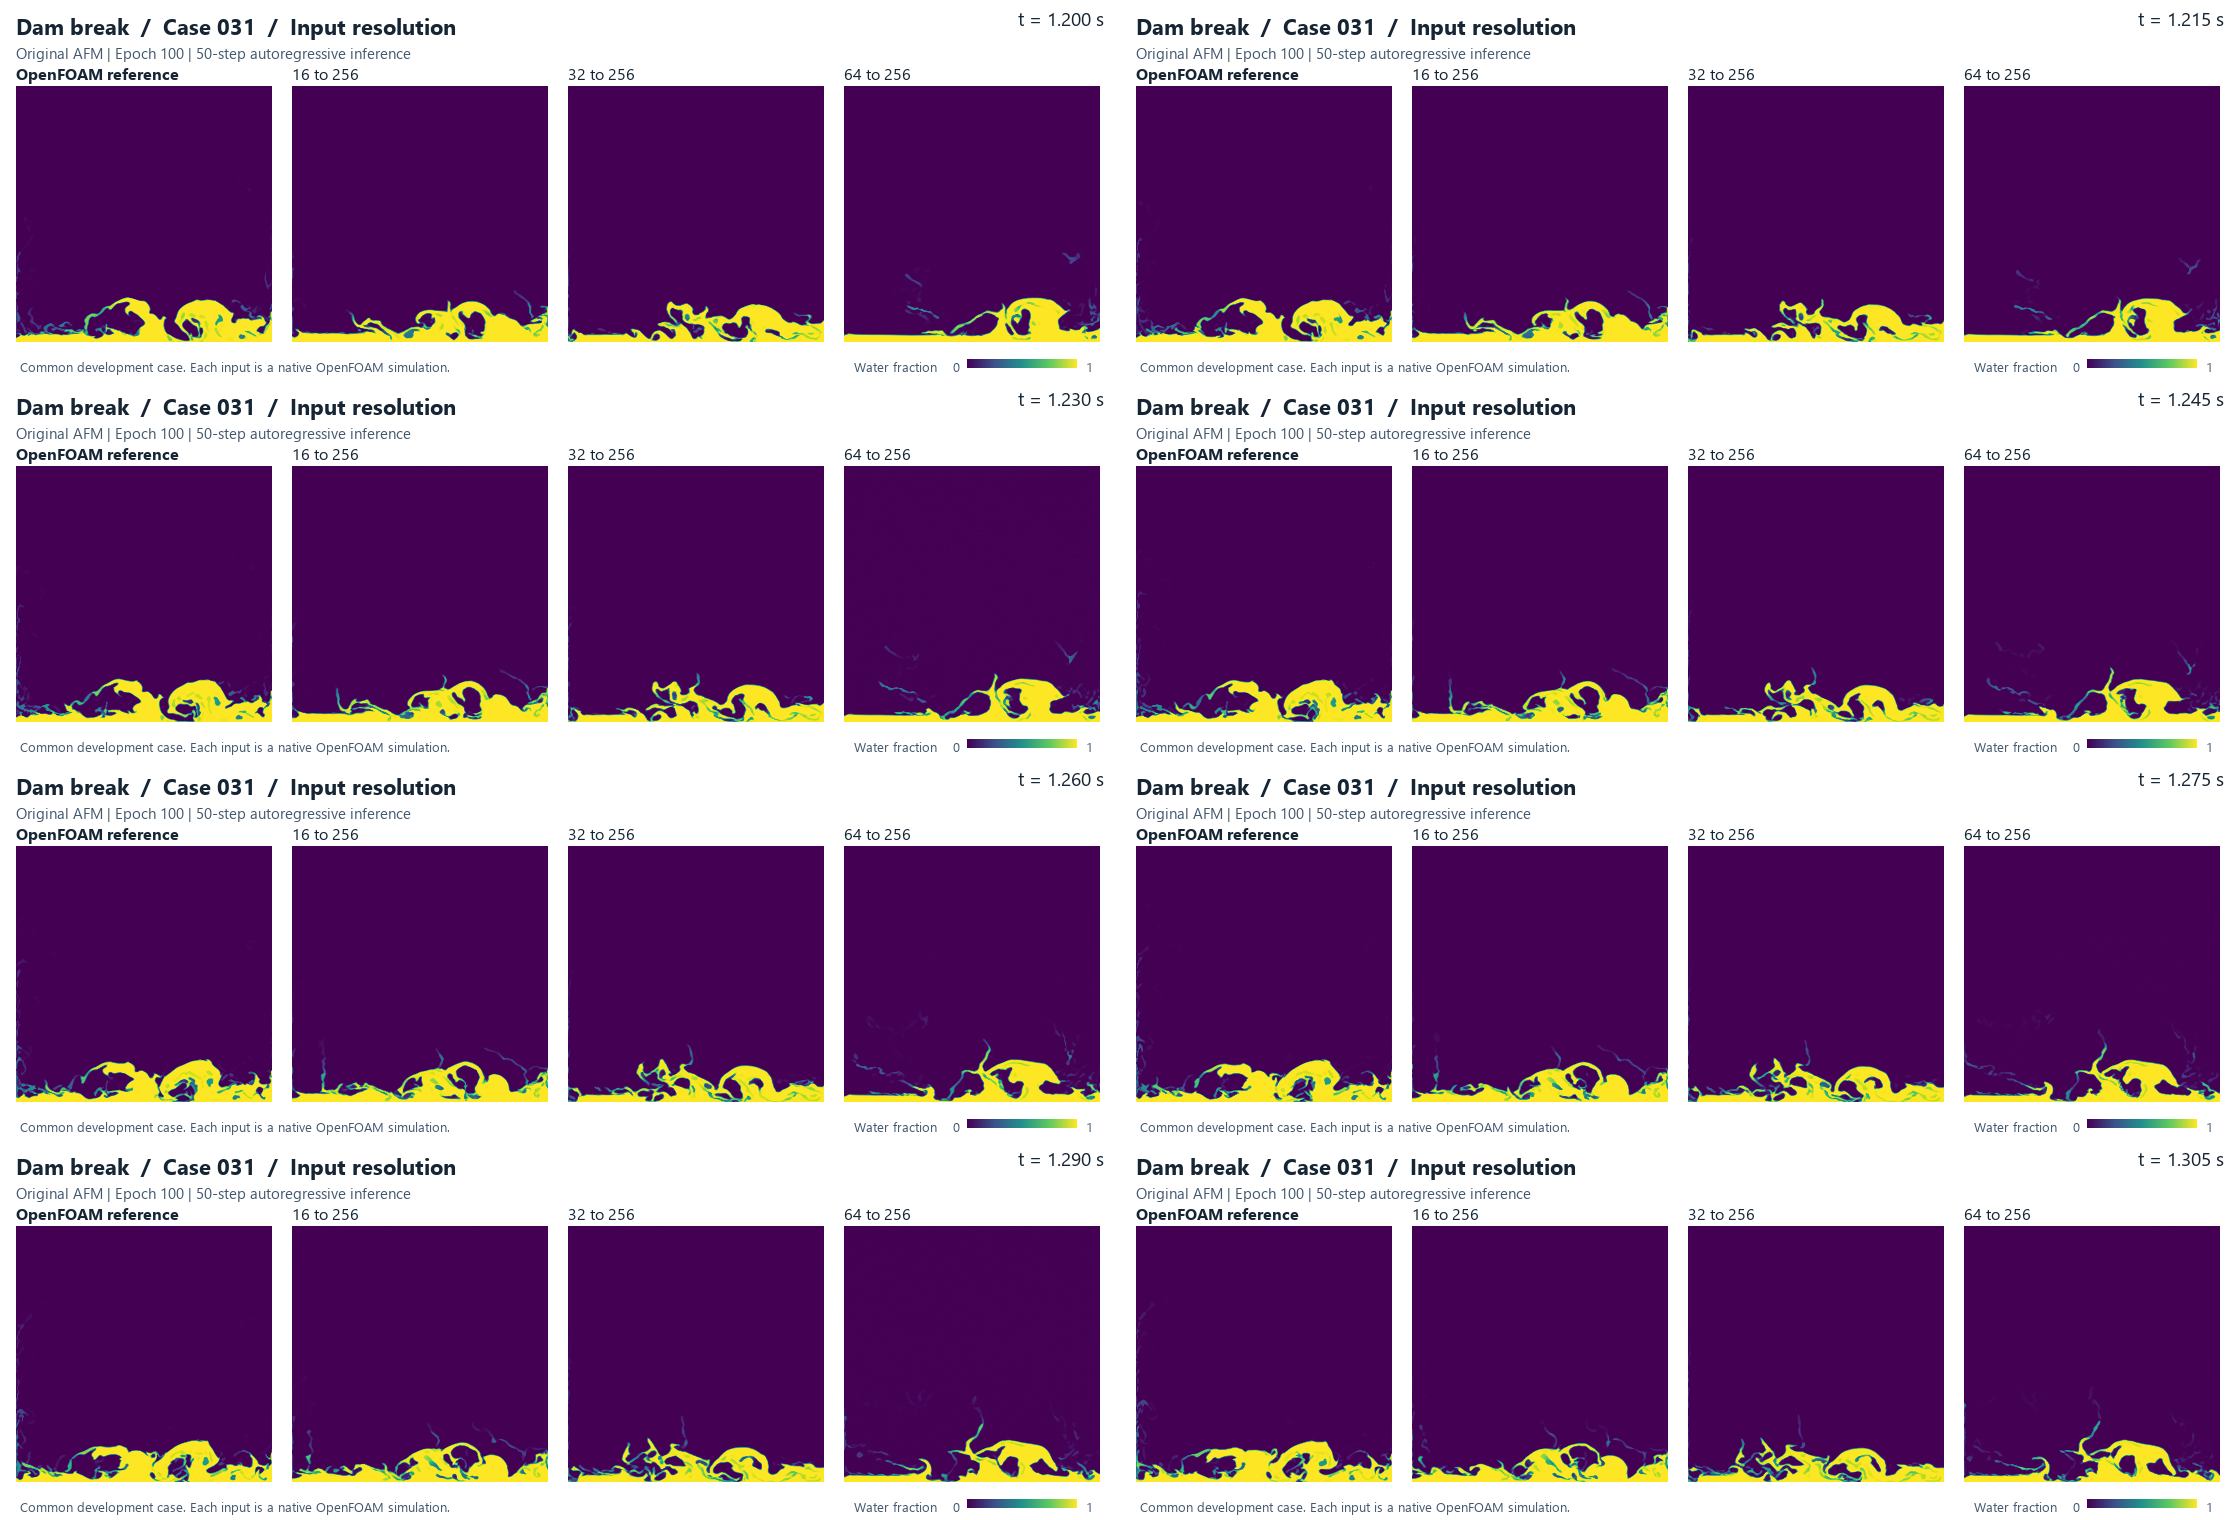 Dam break / Case 031 / Input resolution
t = 1.200 s
Original AFM | Epoch 100 | 50-step autoregressive inference
OpenFOAM reference
16 to 256
32 to 256
64 to 256
Common development case. Each input is a native OpenFOAM simulation.
Water fraction 0 1
Dam break / Case 031 / Input resolution
t = 1.215 s
Original AFM | Epoch 100 | 50-step autoregressive inference
OpenFOAM reference
16 to 256
32 to 256
64 to 256
Common development case. Each input is a native OpenFOAM simulation.
Water fraction 0 1
Dam break / Case 031 / Input resolution
t = 1.230 s
Original AFM | Epoch 100 | 50-step autoregressive inference
OpenFOAM reference
16 to 256
32 to 256
64 to 256
Common development case. Each input is a native OpenFOAM simulation.
Water fraction 0 1
Dam break / Case 031 / Input resolution
t = 1.245 s
Original AFM | Epoch 100 | 50-step autoregressive inference
OpenFOAM reference
16 to 256
32 to 256
64 to 256
Common development case. Each input is a native OpenFOAM simulation.
Water fraction 0 1
Dam break / Case 031 / Input resolution
t = 1.260 s
Original AFM | Epoch 100 | 50-step autoregressive inference
OpenFOAM reference
16 to 256
32 to 256
64 to 256
Common development case. Each input is a native OpenFOAM simulation.
Water fraction 0 1
Dam break / Case 031 / Input resolution
t = 1.275 s
Original AFM | Epoch 100 | 50-step autoregressive inference
OpenFOAM reference
16 to 256
32 to 256
64 to 256
Common development case. Each input is a native OpenFOAM simulation.
Water fraction 0 1
Dam break / Case 031 / Input resolution
t = 1.290 s
Original AFM | Epoch 100 | 50-step autoregressive inference
OpenFOAM reference
16 to 256
32 to 256
64 to 256
Common development case. Each input is a native OpenFOAM simulation.
Water fraction 0 1
Dam break / Case 031 / Input resolution
t = 1.305 s
Original AFM | Epoch 100 | 50-step autoregressive inference
OpenFOAM reference
16 to 256
32 to 256
64 to 256
Common development case. Each input is a native OpenFOAM simulation.
Water fraction 0 1